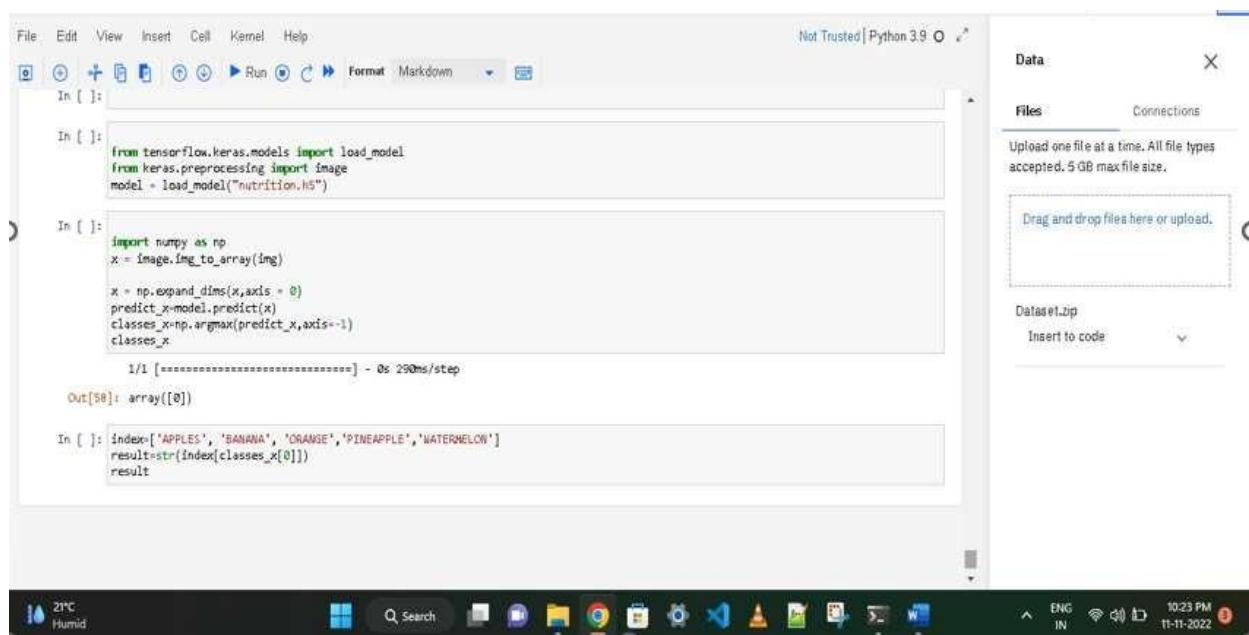 File Edit View Insert Cell Kernel Help
Not Trusted | Python 3.9
Run Format Markdown
In [ ]:
In [ ]:
from tensorflow.keras.models import load_model
from keras.preprocessing import image
model = load_model("nutrition.h5")
In [ ]:
import numpy as np
x = image.img_to_array(img)
x = np.expand_dims(x,axis = 0)
predict_x=model.predict(x)
classes_x=np.argmax(predict_x,axis=-1)
classes_x
1/1 [==============================] - 0s 290ms/step
Out[58]: array([0])
In [ ]: index=['APPLES', 'BANANA', 'ORANGE','PINEAPPLE','WATERMELON']
result=str(index[classes_x[0]])
result
Data
Files Connections
Upload one file at a time. All file types
accepted. 5 GB max file size.
Drag and drop files here or upload.
Dataset.zip
Insert to code
21°C
Humid
Search
ENG
IN
10:23 PM
11-11-2022